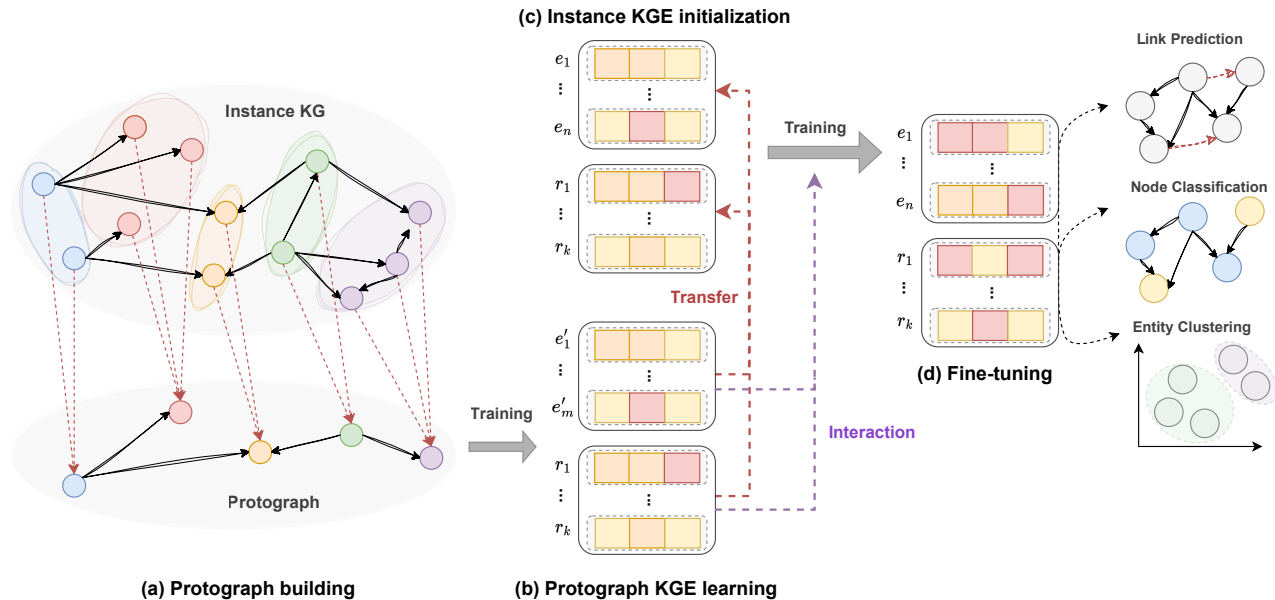 (c) Instance KGE initialization
Instance KG
Protograph
(a) Protograph building
Training
e₁
⋮
⋮
eₙ
r₁
⋮
⋮
rₖ
Transfer
e′₁
⋮
⋮
e′ₘ
r₁
⋮
⋮
rₖ
(b) Protograph KGE learning
Training
Interaction
e₁
⋮
⋮
eₙ
r₁
⋮
⋮
rₖ
(d) Fine-tuning
Link Prediction
Node Classification
Entity Clustering